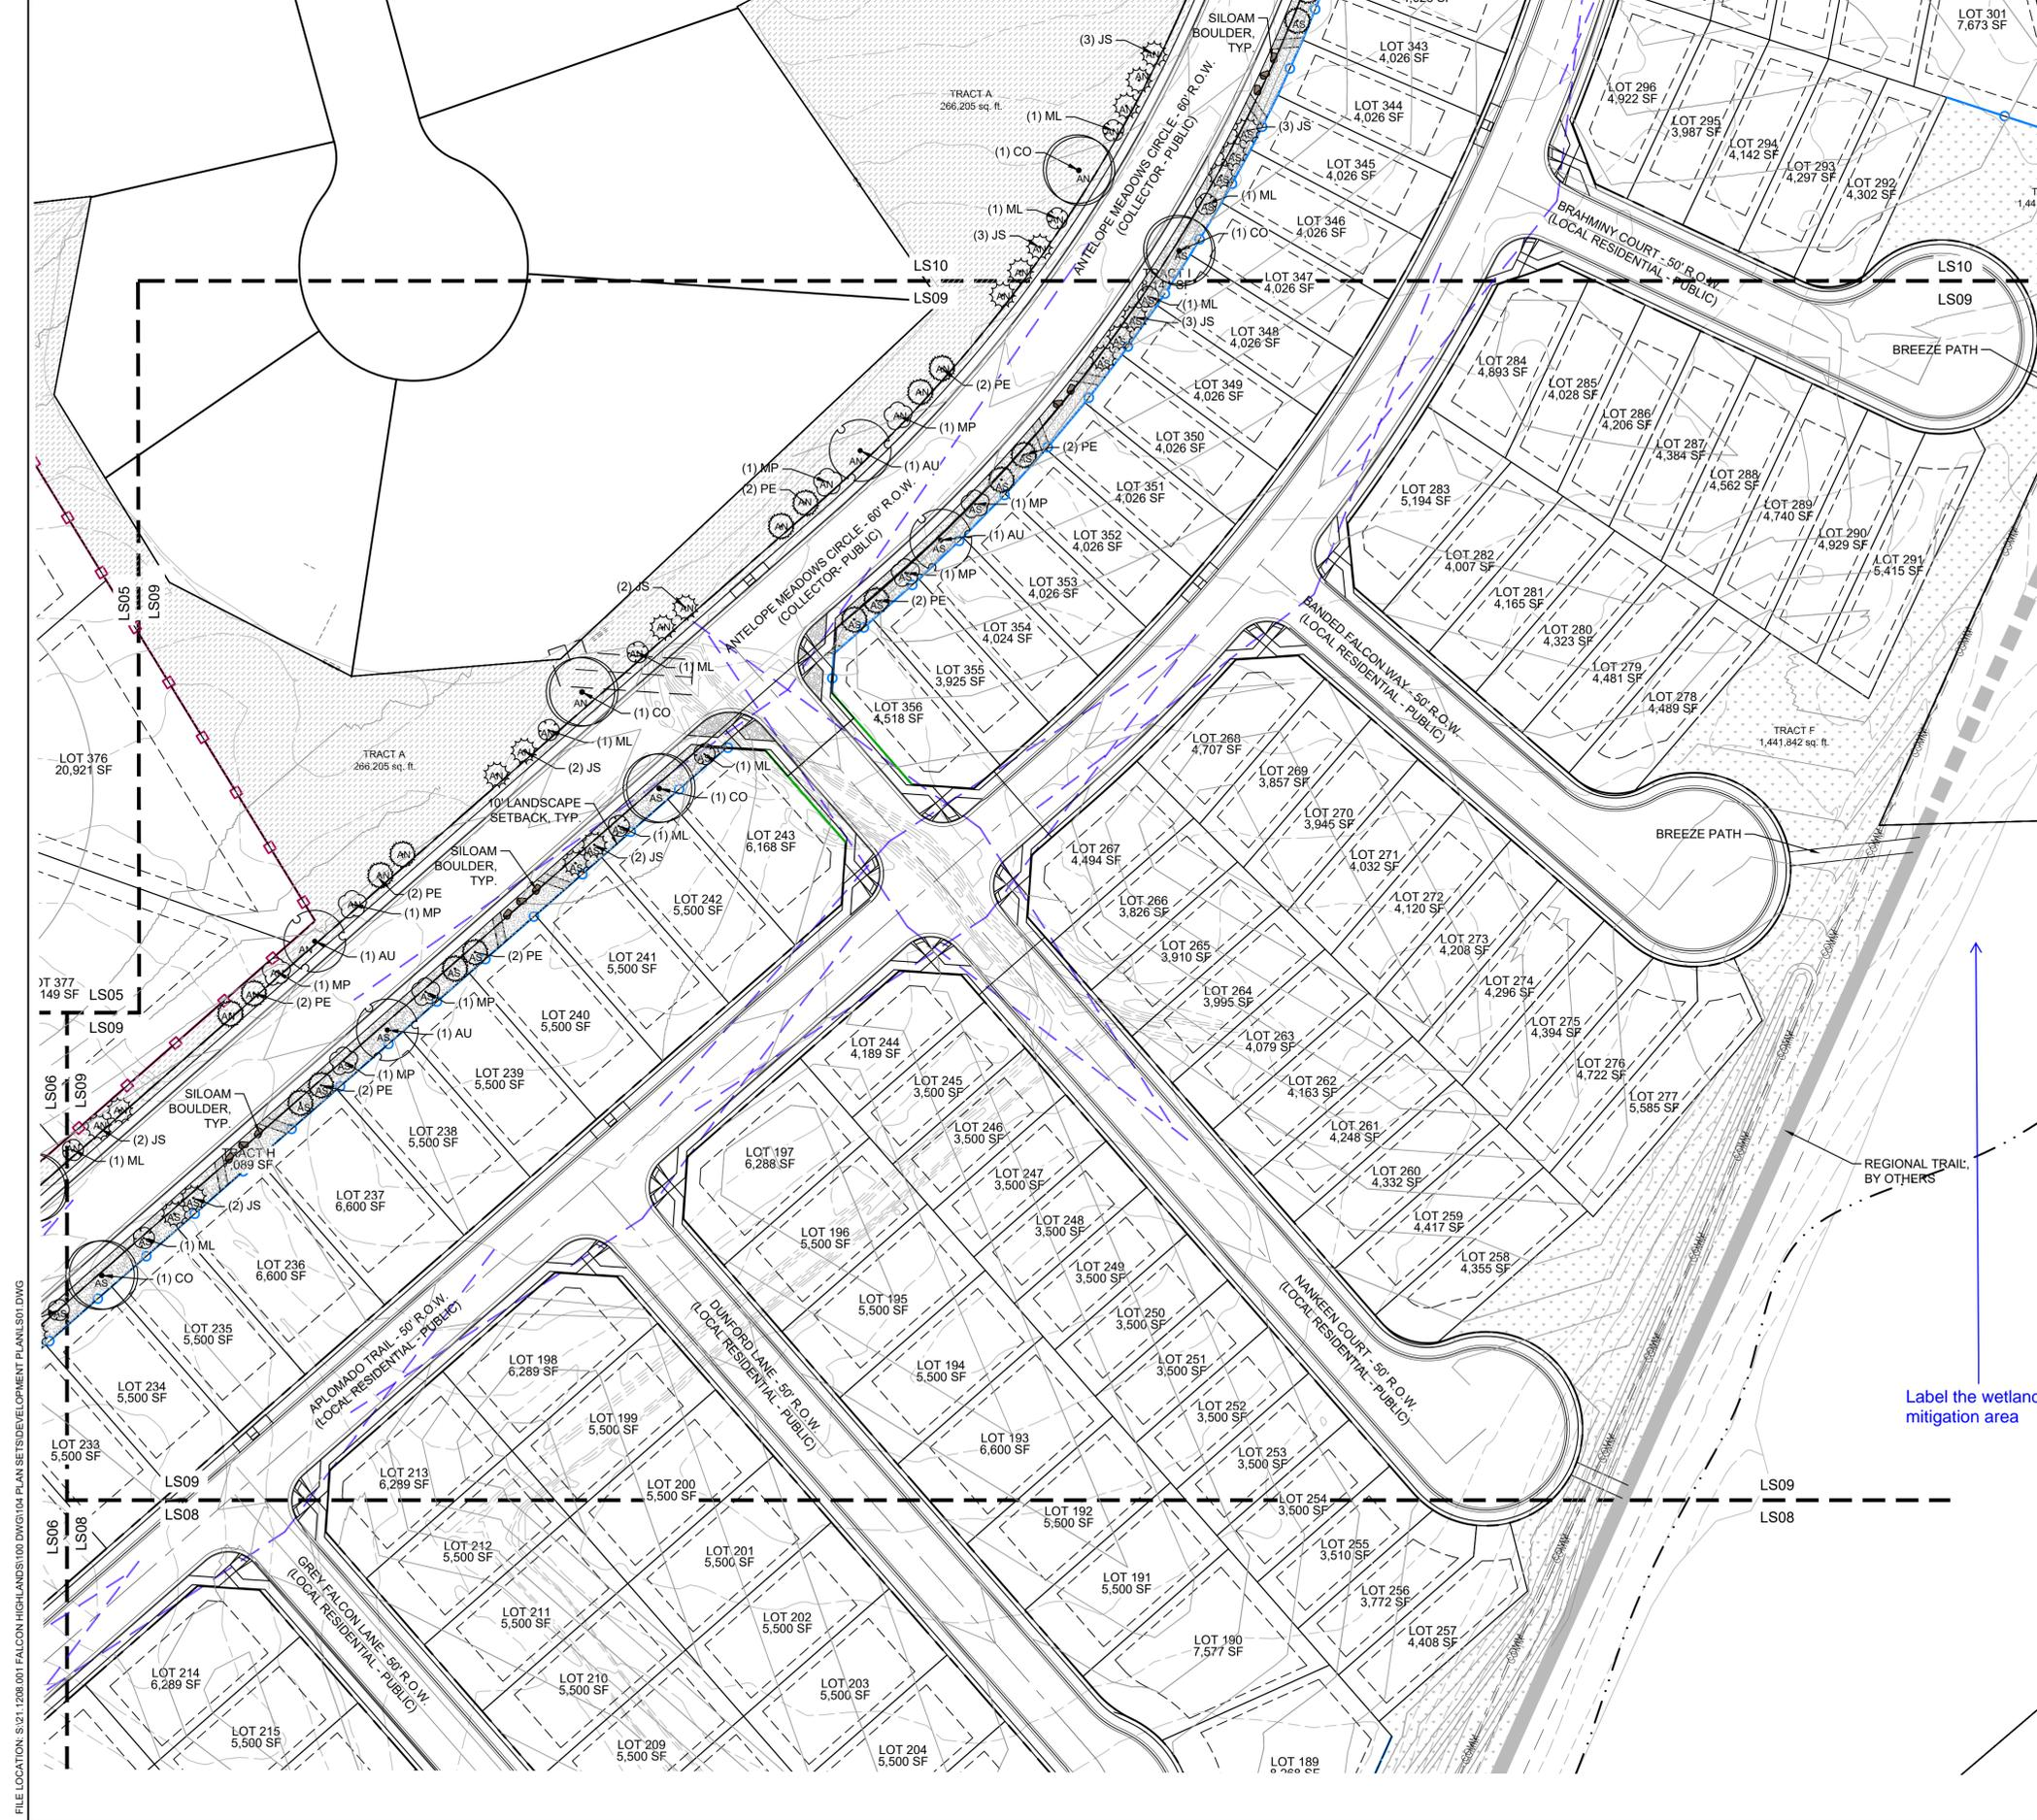 SILOAM
BOULDER,
TYP.
(3) JS
TRACT A
266,205 sq. ft.
(1) ML
(1) CO
AN
(1) ML
(3) JS
ANTELOPE MEADOWS CIRCLE - 60' R.O.W.
(COLLECTOR - PUBLIC)
(3) JS
(1) ML
(1) CO
(1) ML
(3) JS
LOT 343
4,026 SF
LOT 344
4,026 SF
LOT 345
4,026 SF
LOT 346
4,026 SF
LOT 347
4,026 SF
LOT 348
4,026 SF
LOT 349
4,026 SF
LOT 350
4,026 SF
LOT 351
4,026 SF
LOT 352
4,026 SF
LOT 353
4,026 SF
LOT 354
4,024 SF
LOT 355
3,925 SF
LOT 356
4,518 SF
LOT 301
7,673 SF
LOT 296
4,922 SF
LOT 295
3,987 SF
LOT 294
4,142 SF
LOT 293
4,297 SF
LOT 292
4,302 SF
BRAHMINY COURT - 50' R.O.W.
(LOCAL RESIDENTIAL - PUBLIC)
LS10
LS09
LS10
LS09
BREEZE PATH
LOT 284
4,893 SF
LOT 285
4,028 SF
LOT 286
4,206 SF
LOT 287
4,384 SF
LOT 288
4,562 SF
LOT 289
4,740 SF
LOT 290
4,929 SF
LOT 291
5,415 SF
LOT 283
5,194 SF
LOT 282
4,007 SF
LOT 281
4,165 SF
LOT 280
4,323 SF
LOT 279
4,481 SF
LOT 278
4,489 SF
TRACT F
1,441,842 sq. ft.
(2) PE
(1) MP
(1) AU
(1) MP
(2) PE
(2) PE
(1) MP
(1) AU
(1) MP
(2) PE
ANTELOPE MEADOWS CIRCLE - 60' R.O.W.
(COLLECTOR- PUBLIC)
LS05
LS09
(2) JS
(1) ML
(1) CO
(1) ML
(2) JS
TRACT A
266,205 sq. ft.
LOT 376
20,921 SF
10' LANDSCAPE
SETBACK, TYP.
(1) ML
(1) CO
(1) ML
(2) JS
SILOAM
BOULDER,
TYP.
BANDED FALCON WAY - 50' R.O.W.
(LOCAL RESIDENTIAL - PUBLIC)
BREEZE PATH
LOT 268
4,707 SF
LOT 269
3,857 SF
LOT 270
3,945 SF
LOT 271
4,032 SF
LOT 272
4,120 SF
LOT 273
4,208 SF
LOT 274
4,296 SF
LOT 275
4,394 SF
LOT 276
4,722 SF
LOT 277
5,585 SF
LOT 267
4,494 SF
LOT 266
3,826 SF
LOT 265
3,910 SF
LOT 264
3,995 SF
LOT 263
4,079 SF
LOT 262
4,163 SF
LOT 261
4,248 SF
LOT 260
4,332 SF
LOT 259
4,417 SF
LOT 258
4,355 SF
LOT 243
6,168 SF
LOT 242
5,500 SF
LOT 241
5,500 SF
LOT 240
5,500 SF
LOT 239
5,500 SF
LOT 238
5,500 SF
LOT 237
6,600 SF
LOT 236
6,600 SF
LOT 235
5,500 SF
LOT 234
5,500 SF
LOT 233
5,500 SF
(2) PE
(1) MP
(1) AU
(1) MP
(2) PE
(2) PE
(1) MP
(1) AU
(1) MP
(2) PE
LS05
LS09
LS06
LS09
SILOAM
BOULDER,
TYP.
TRACT H
(2) JS
(1) ML
(2) JS
(1) ML
(1) CO
LOT 244
4,189 SF
LOT 245
3,500 SF
LOT 246
3,500 SF
LOT 247
3,500 SF
LOT 248
3,500 SF
LOT 249
3,500 SF
LOT 250
3,500 SF
LOT 251
3,500 SF
LOT 252
3,500 SF
LOT 253
3,500 SF
LOT 254
3,500 SF
LOT 255
3,510 SF
LOT 256
3,772 SF
LOT 257
4,408 SF
LOT 197
6,288 SF
LOT 196
5,500 SF
LOT 195
5,500 SF
LOT 194
5,500 SF
LOT 193
6,600 SF
LOT 192
5,500 SF
LOT 191
5,500 SF
LOT 190
7,577 SF
LOT 189
REGIONAL TRAIL,
BY OTHERS
Label the
mitigation area
NANKEEN COURT - 50' R.O.W.
(LOCAL RESIDENTIAL - PUBLIC)
DUNFORD LANE - 50' R.O.W.
(LOCAL RESIDENTIAL - PUBLIC)
APLOMADO TRAIL - 50' R.O.W.
(LOCAL RESIDENTIAL - PUBLIC)
LOT 198
6,289 SF
LOT 199
5,500 SF
LOT 200
5,500 SF
LOT 201
5,500 SF
LOT 202
5,500 SF
LOT 203
5,500 SF
LOT 204
5,500 SF
LOT 213
6,289 SF
LOT 212
5,500 SF
LOT 211
5,500 SF
LOT 210
5,500 SF
LOT 209
5,500 SF
LS09
LS08
LS09
LS08
LS06
LS08
GREY FALCON LANE - 50' R.O.W.
(LOCAL RESIDENTIAL - PUBLIC)
LOT 214
6,289 SF
LOT 215
5,500 SF
FILE LOCATION: S:\21.1208.001 FALCON HIGHLANDS\100 DWG\104 PLAN SETS\DEVELOPMENT PLAN\LS01.DWG